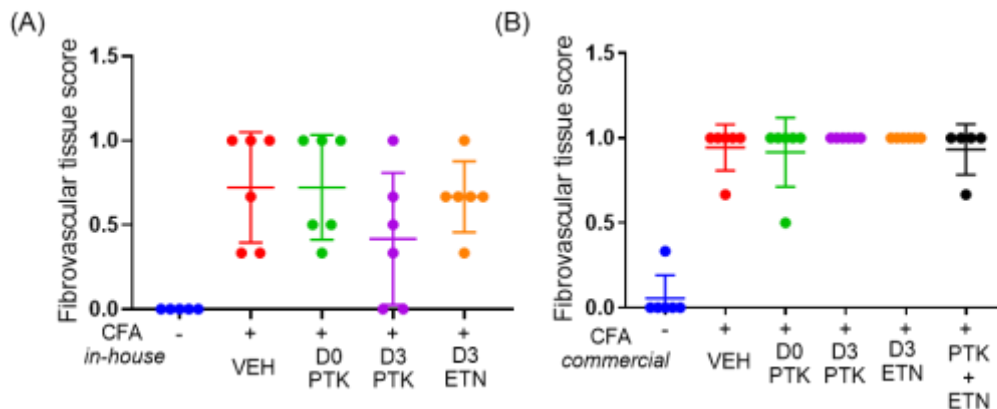 (A)
Fibrovascular tissue score
1.5
1.0
0.5
0.0
CFA - + + + +
in-house VEH D0 D3 D3
PTK PTK ETN
(B)
Fibrovascular tissue score
1.5
1.0
0.5
0.0
CFA - + + + + +
commercial VEH D0 D3 D3 PTK
PTK PTK ETN +
ETN